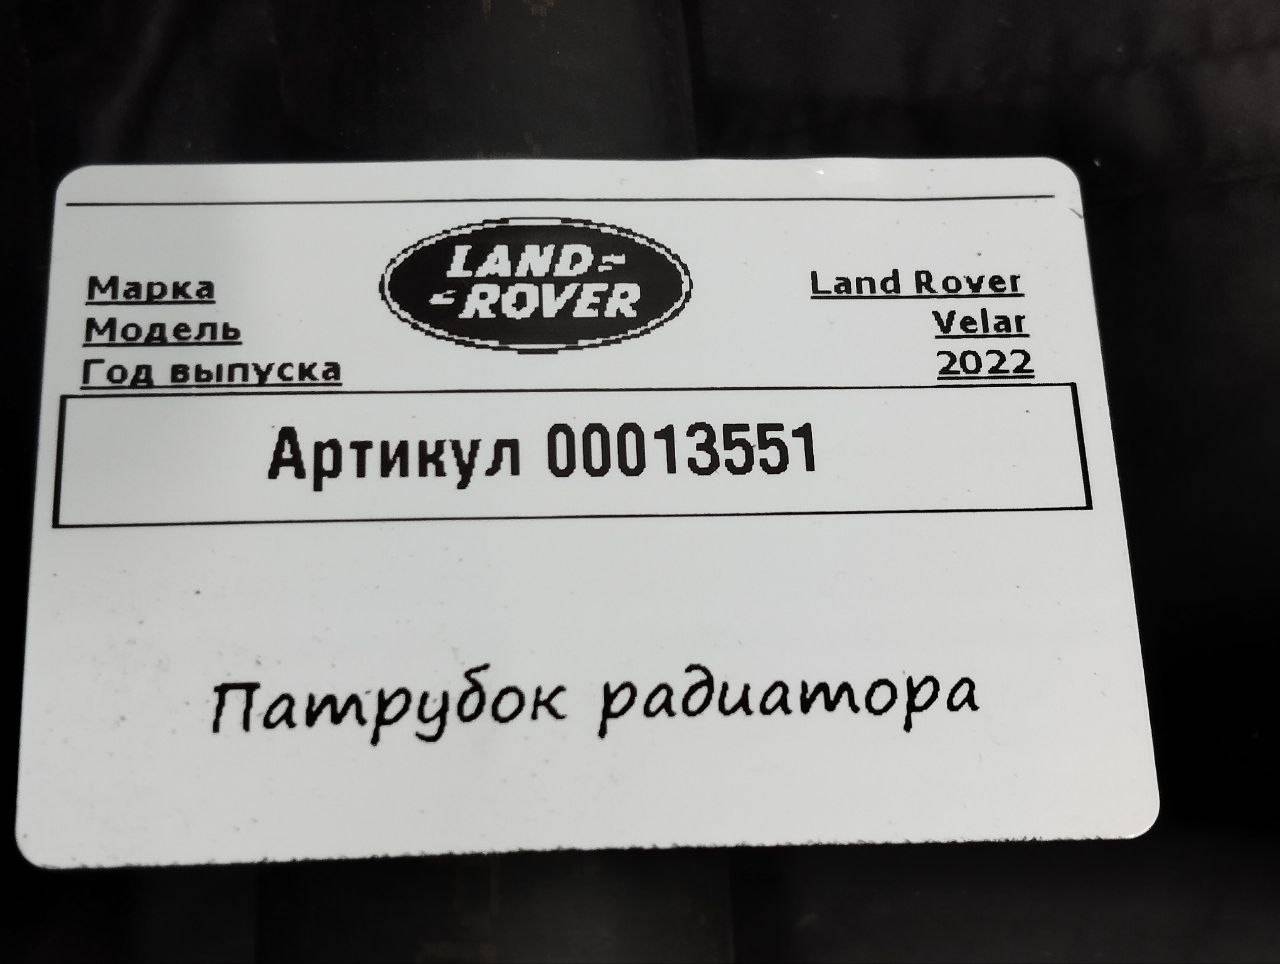 LAND
ROVER
Марка Land Rover
Модель Velar
Год выпуска 2022
Артикул 00013551
Патрубок радиатора